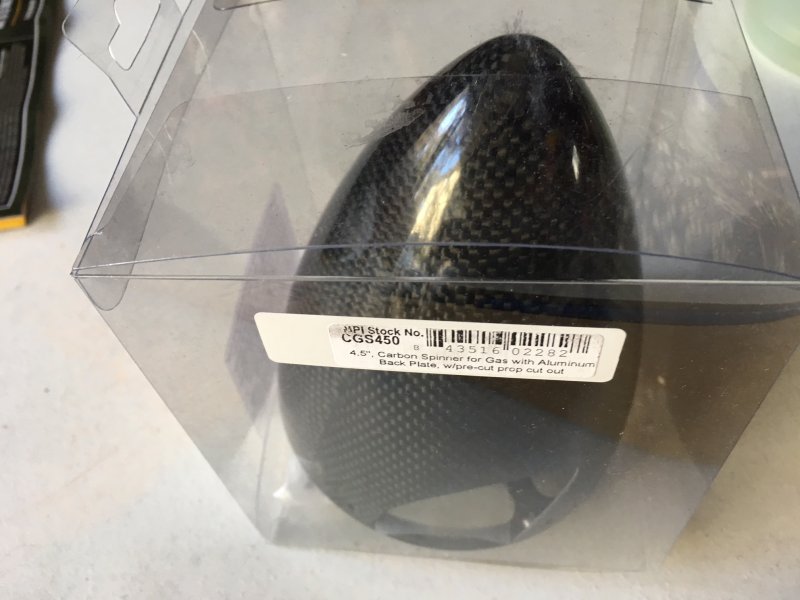 MPI Stock No.
CGS450
8 43516 02282
4.5", Carbon Spinner for Gas with Aluminum
Back Plate, w/pre-cut prop cut out